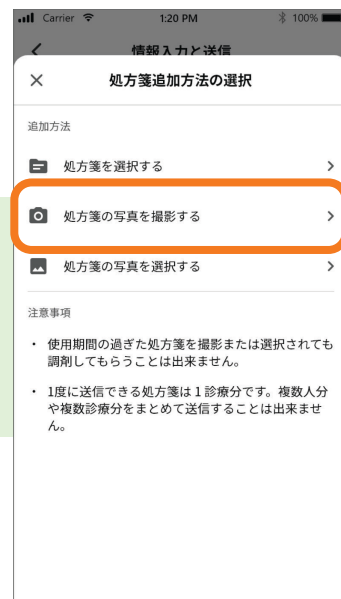 Carrier 1:20 PM 100%
情報入力と送信
処方箋追加方法の選択
追加方法
処方箋を選択する
処方箋の写真を撮影する
処方箋の写真を選択する
注意事項
・ 使用期間の過ぎた処方箋を撮影または選択されても
調剤してもらうことは出来ません。
・ 1度に送信できる処方箋は1診療分です。複数人分
や複数診療分をまとめて送信することは出来ませ
ん。